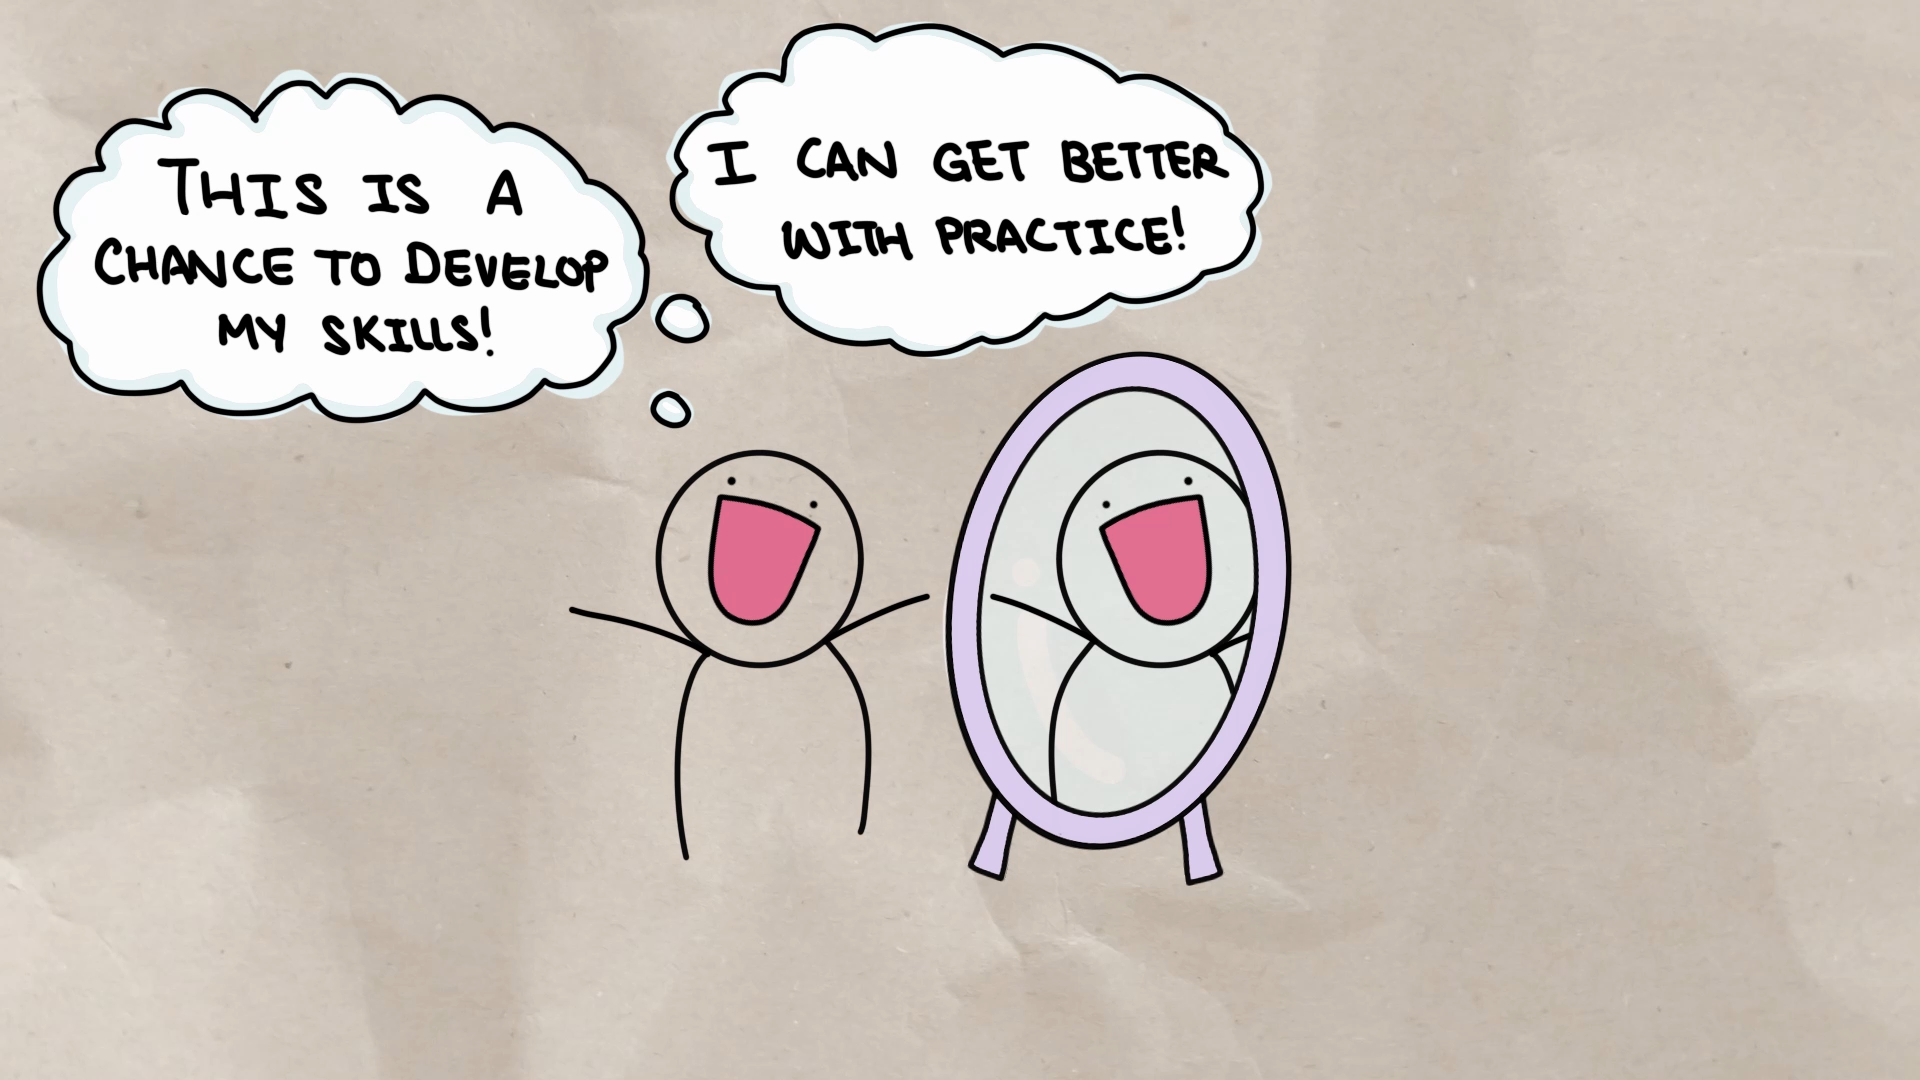 THIS IS A
CHANCE TO DEVELOP
MY SKILLS!
I CAN GET BETTER
WITH PRACTICE!